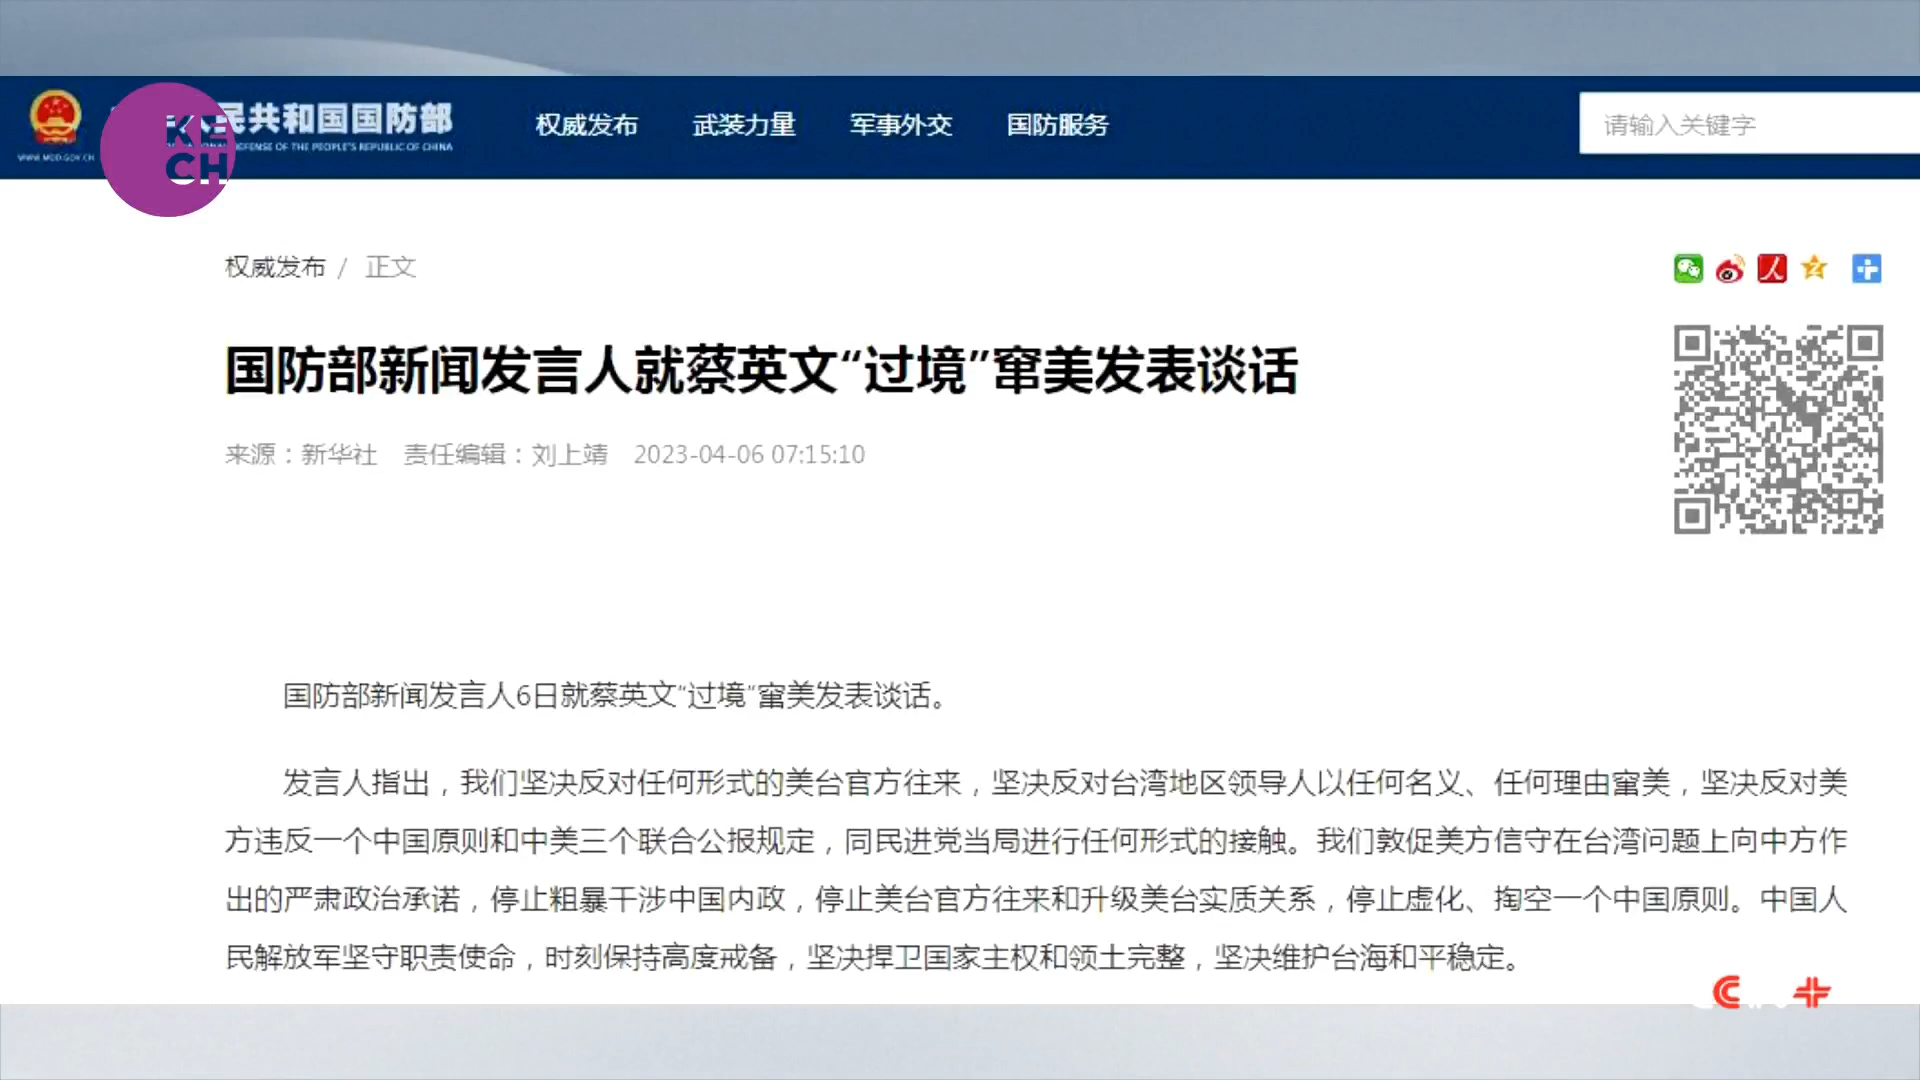 人民共和国国防部
DEFENSE OF THE PEOPLE'S REPUBLIC OF CHINA
WWW.MOD.GOV.CN
KE
CH
权威发布 武装力量 军事外交 国防服务
请输入关键字
权威发布 / 正文
国防部新闻发言人就蔡英文“过境”窜美发表谈话
来源：新华社 责任编辑：刘上靖 2023-04-06 07:15:10
国防部新闻发言人6日就蔡英文“过境”窜美发表谈话。
发言人指出，我们坚决反对任何形式的美台官方往来，坚决反对台湾地区领导人以任何名义、任何理由窜美，坚决反对美
方违反一个中国原则和中美三个联合公报规定，同民进党当局进行任何形式的接触。我们敦促美方信守在台湾问题上向中方作
出的严肃政治承诺，停止粗暴干涉中国内政，停止美台官方往来和升级美台实质关系，停止虚化、掏空一个中国原则。中国人
民解放军坚守职责使命，时刻保持高度戒备，坚决捍卫国家主权和领土完整，坚决维护台海和平稳定。